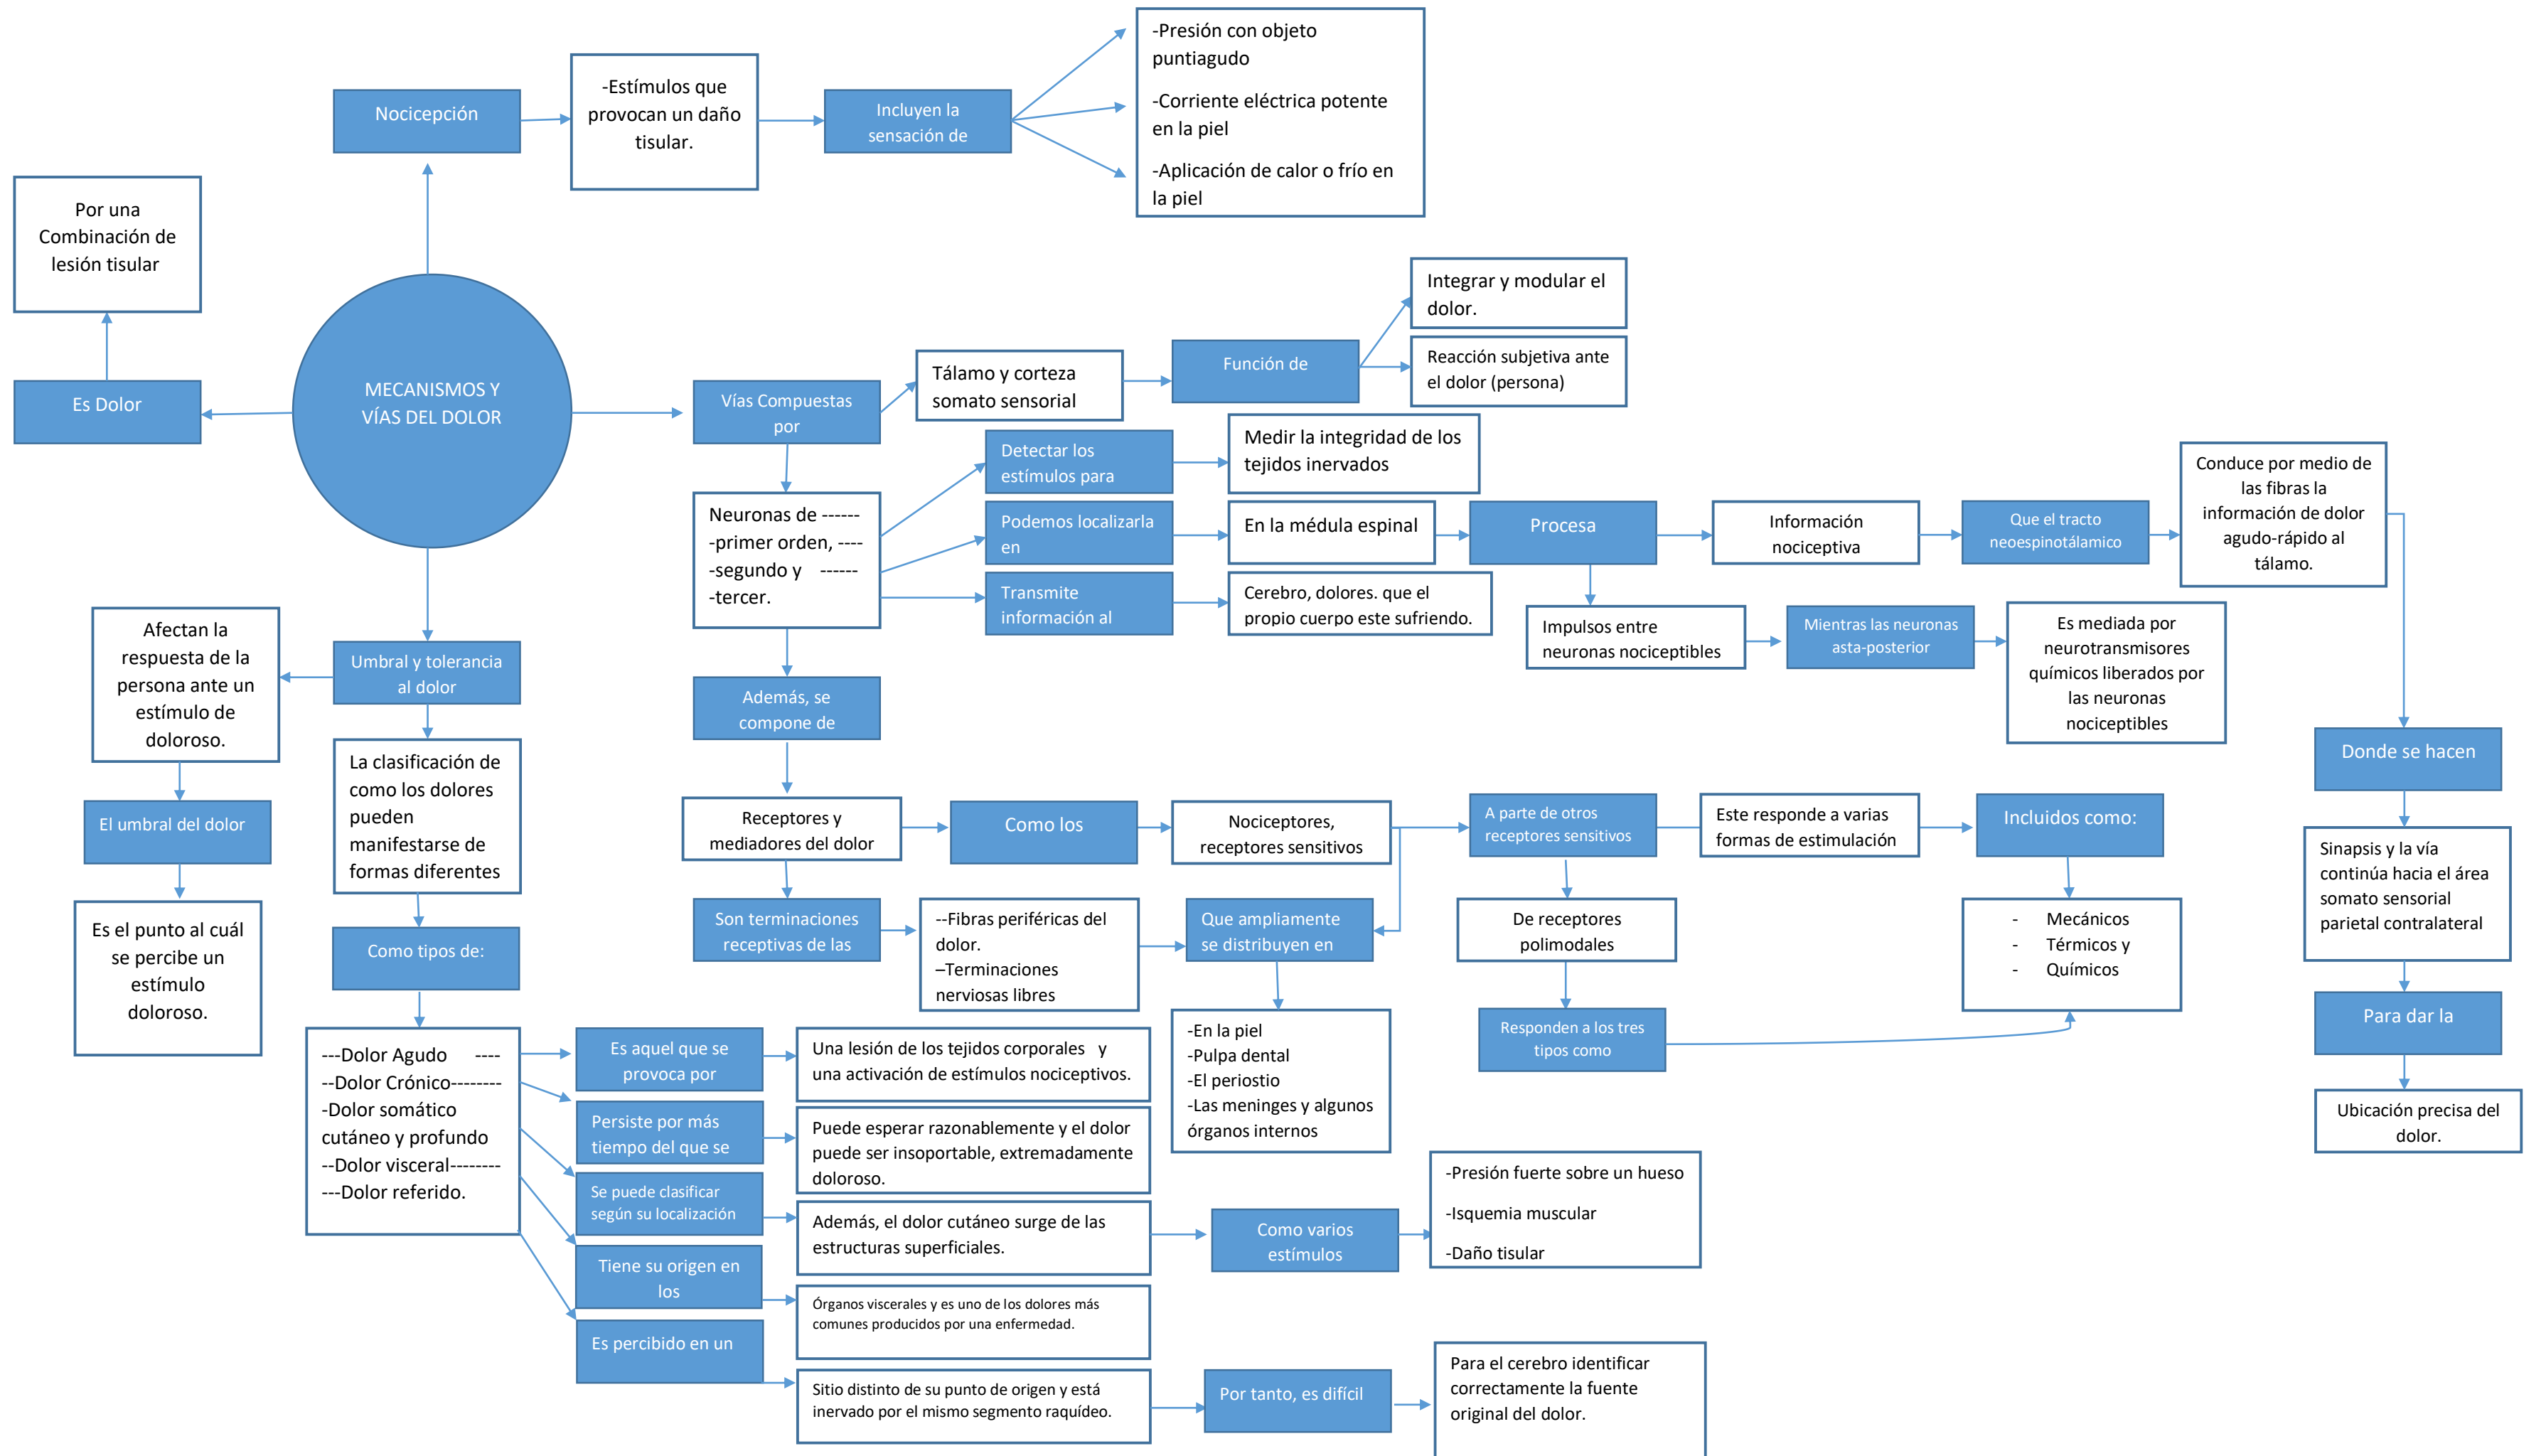 -Presión con objeto
puntiagudo
-Corriente eléctrica potente
en la piel
-Aplicación de calor o frío en
la piel
Nocicepción
-Estímulos que
provocan un daño
tisular.
Incluyen la
sensación de
Por una
Combinación de
lesión tisular
Es Dolor
MECANISMOS Y
VÍAS DEL DOLOR
Vías Compuestas
por
Tálamo y corteza
somato sensorial
Función de
Integrar y modular el
dolor.
Reacción subjetiva ante
el dolor (persona)
Neuronas de ------
-primer orden, ----
-segundo y ------
-tercer.
Detectar los
estímulos para
Medir la integridad de los
tejidos inervados
Podemos localizarla
en
En la médula espinal
Procesa
Información
nociceptiva
Que el tracto
neoespinotálamico
Conduce por medio de
las fibras la
información de dolor
agudo-rápido al
tálamo.
Transmite
información al
Cerebro, dolores. que el
propio cuerpo este sufriendo.
Impulsos entre
neuronas nociceptibles
Mientras las neuronas
asta-posterior
Es mediada por
neurotransmisores
químicos liberados por
las neuronas
nociceptibles
Afectan la
respuesta de la
persona ante un
estímulo de
doloroso.
Umbral y tolerancia
al dolor
Además, se
compone de
Donde se hacen
La clasificación de
como los dolores
pueden
manifestarse de
formas diferentes
El umbral del dolor
Receptores y
mediadores del dolor
Como los
Nociceptores,
receptores sensitivos
A parte de otros
receptores sensitivos
Este responde a varias
formas de estimulación
Incluidos como:
Sinapsis y la vía
continúa hacia el área
somato sensorial
parietal contralateral
Es el punto al cuál
se percibe un
estímulo
doloroso.
Como tipos de:
Son terminaciones
receptivas de las
--Fibras periféricas del
dolor.
–Terminaciones
nerviosas libres
Que ampliamente
se distribuyen en
De receptores
polimodales
- Mecánicos
- Térmicos y
- Químicos
Para dar la
-En la piel
-Pulpa dental
-El periostio
-Las meninges y algunos
órganos internos
Responden a los tres
tipos como
Ubicación precisa del
dolor.
---Dolor Agudo ----
--Dolor Crónico--------
-Dolor somático
cutáneo y profundo
--Dolor visceral--------
---Dolor referido.
Es aquel que se
provoca por
Una lesión de los tejidos corporales y
una activación de estímulos nociceptivos.
Persiste por más
tiempo del que se
Puede esperar razonablemente y el dolor
puede ser insoportable, extremadamente
doloroso.
Se puede clasificar
según su localización
Además, el dolor cutáneo surge de las
estructuras superficiales.
Como varios
estímulos
-Presión fuerte sobre un hueso
-Isquemia muscular
-Daño tisular
Tiene su origen en
los
Órganos viscerales y es uno de los dolores más
comunes producidos por una enfermedad.
Es percibido en un
Sitio distinto de su punto de origen y está
inervado por el mismo segmento raquídeo.
Por tanto, es difícil
Para el cerebro identificar
correctamente la fuente
original del dolor.